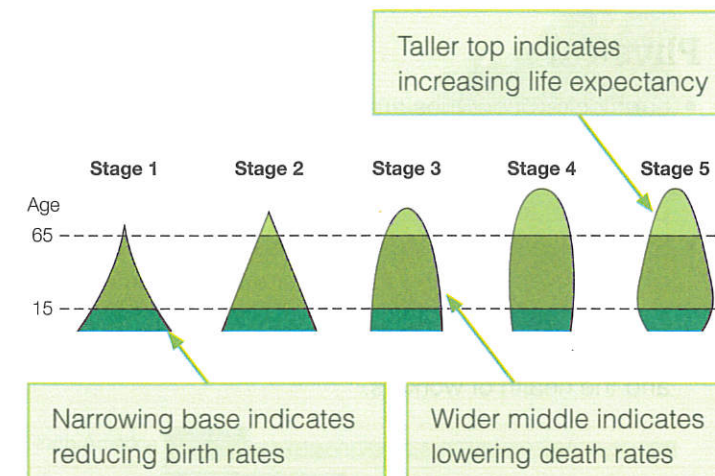 Taller top indicates
increasing life expectancy
Stage 1 Stage 2 Stage 3 Stage 4 Stage 5
Age
65
15
Narrowing base indicates
reducing birth rates
Wider middle indicates
lowering death rates